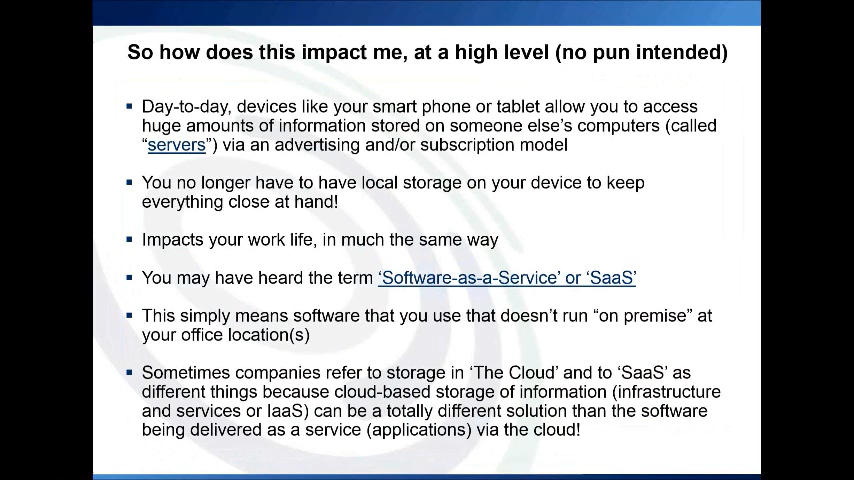 So how does this impact me, at a high level (no pun intended)
▪ Day-to-day, devices like your smart phone or tablet allow you to access
huge amounts of information stored on someone else’s computers (called
“servers”) via an advertising and/or subscription model
▪ You no longer have to have local storage on your device to keep
everything close at hand!
▪ Impacts your work life, in much the same way
▪ You may have heard the term ‘Software-as-a-Service’ or ‘SaaS’
▪ This simply means software that you use that doesn’t run “on premise” at
your office location(s)
▪ Sometimes companies refer to storage in ‘The Cloud’ and to ‘SaaS’ as
different things because cloud-based storage of information (infrastructure
and services or IaaS) can be a totally different solution than the software
being delivered as a service (applications) via the cloud!